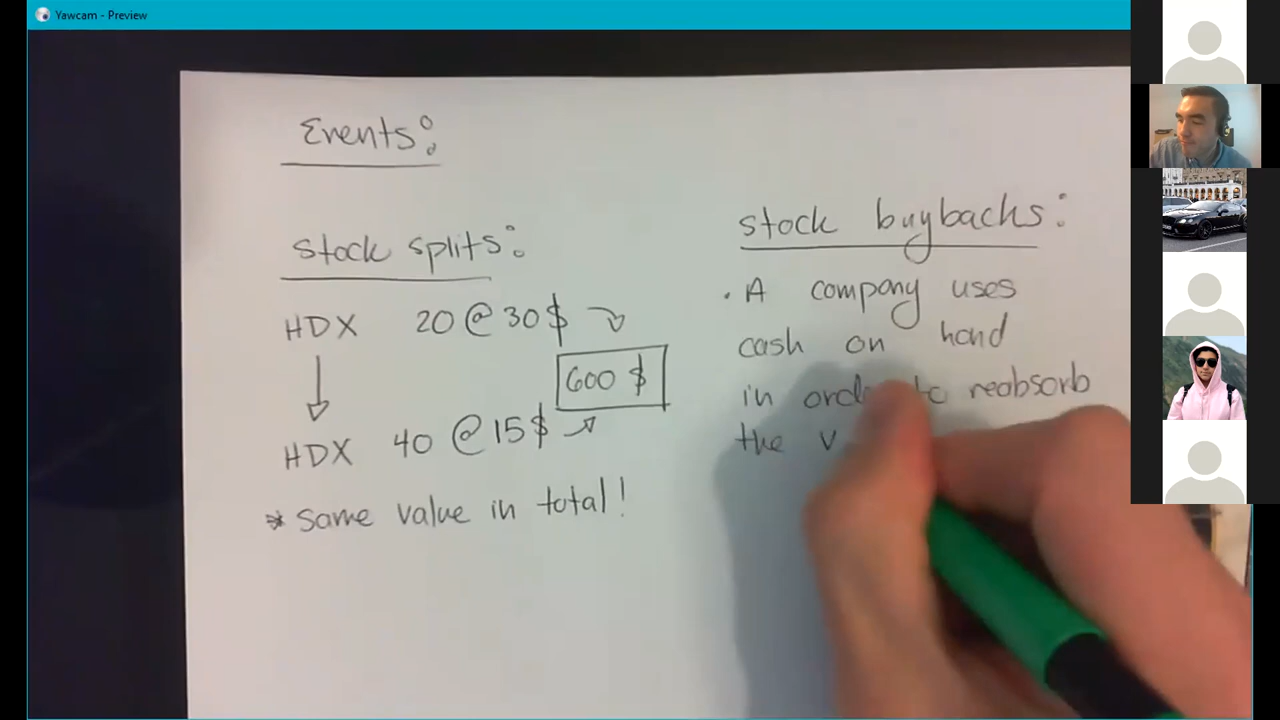 Yawcam - Preview
Events:
Stock splits:
HDX 20 @ 30 $
600 $
HDX 40 @ 15 $
* Same value in total!
stock buybacks:
. A company uses
cash on hand
in to reabsorb
the